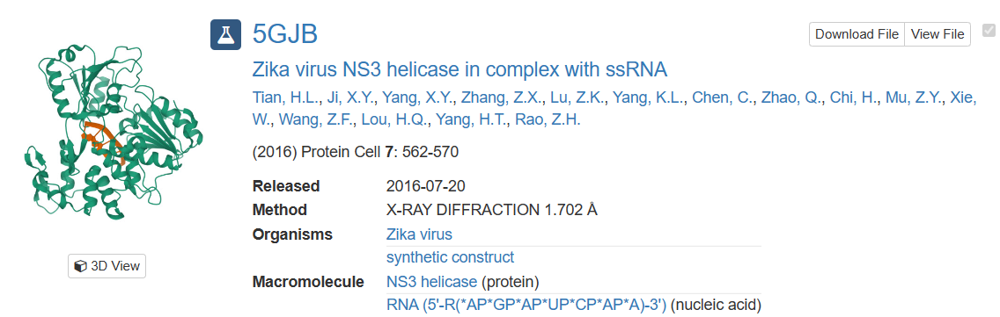 5GJB
Download File View File
Zika virus NS3 helicase in complex with ssRNA
Tian, H.L., Ji, X.Y., Yang, X.Y., Zhang, Z.X., Lu, Z.K., Yang, K.L., Chen, C., Zhao, Q., Chi, H., Mu, Z.Y., Xie,
W., Wang, Z.F., Lou, H.Q., Yang, H.T., Rao, Z.H.
(2016) Protein Cell 7: 562-570
Released 2016-07-20
Method X-RAY DIFFRACTION 1.702 Å
Organisms Zika virus
synthetic construct
3D View
Macromolecule NS3 helicase (protein)
RNA (5'-R(*AP*GP*AP*UP*CP*AP*A)-3') (nucleic acid)